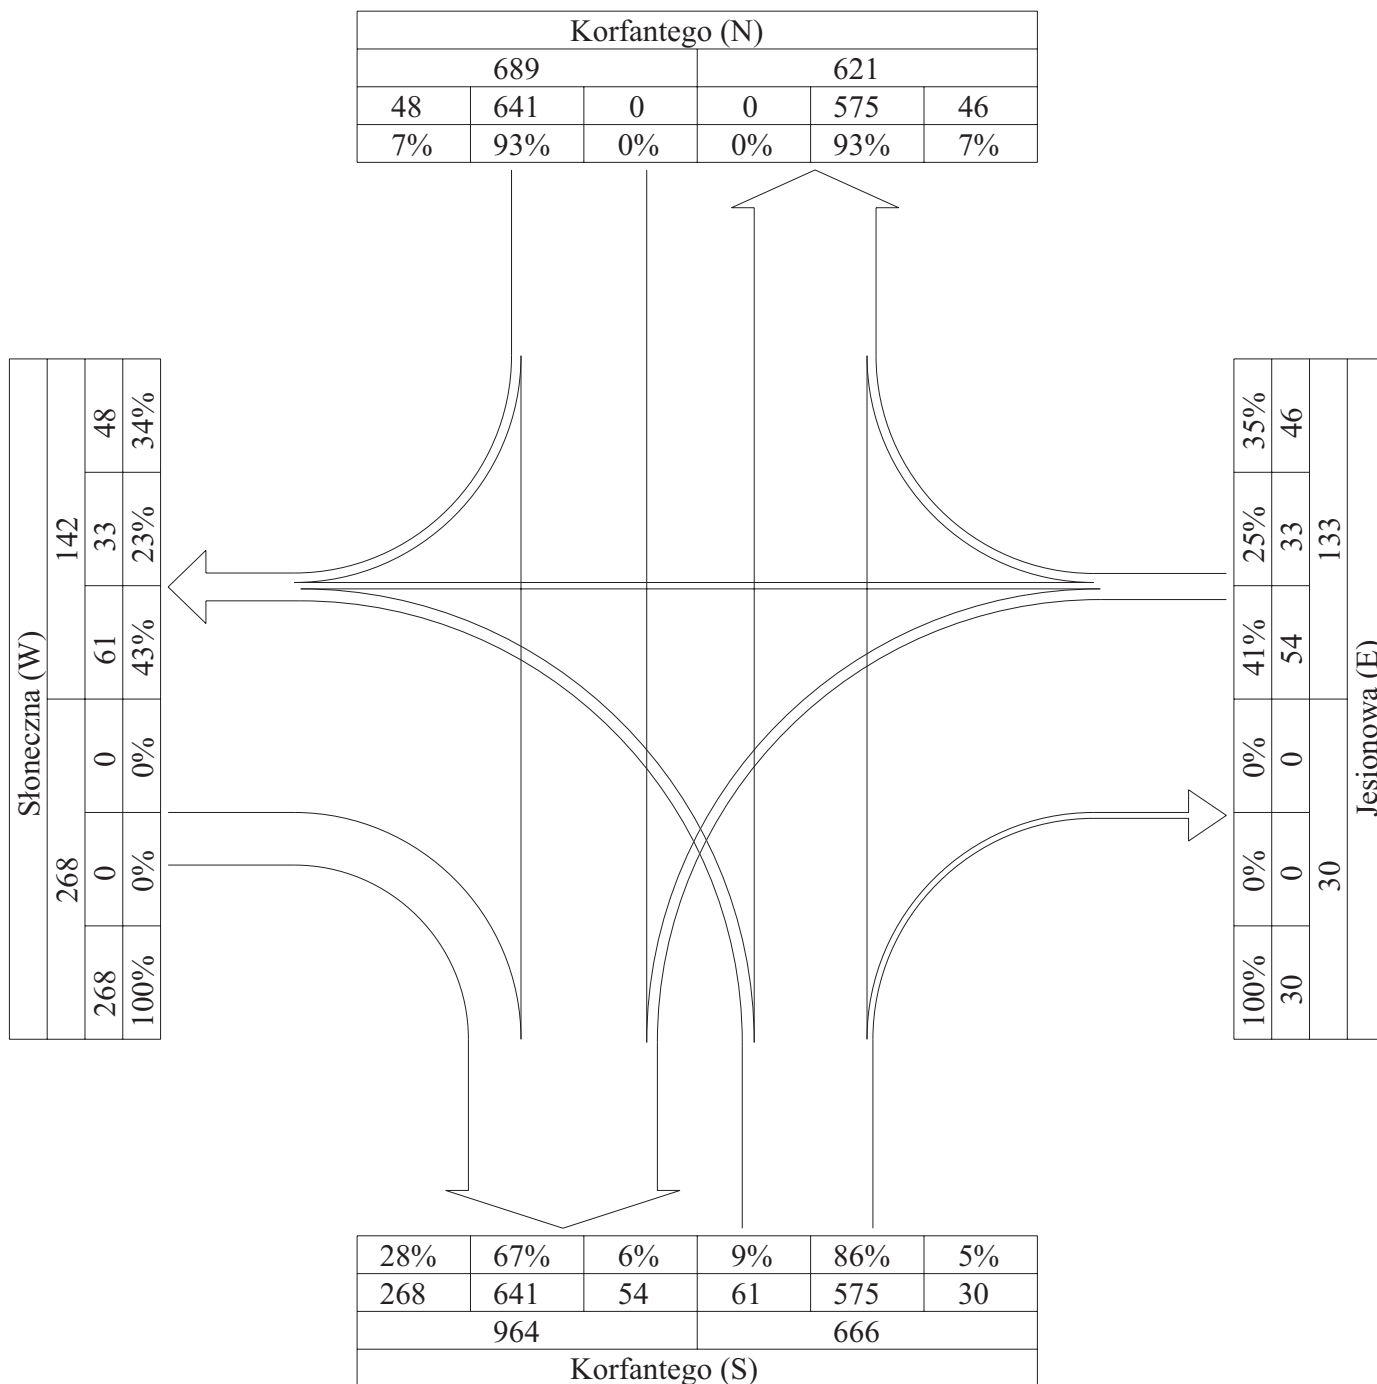 Korfantego (N)
689 621
48 641 0 0 575 46
7% 93% 0% 0% 93% 7%
Słoneczna (W)
142 268
48 33 61 0 0 268
34% 23% 43% 0% 0% 100%
35% 25% 41% 0% 0% 100%
46 33 54 0 0 30
133 30
Jesionowa (E)
28% 67% 6% 9% 86% 5%
268 641 54 61 575 30
964 666
Korfantego (S)